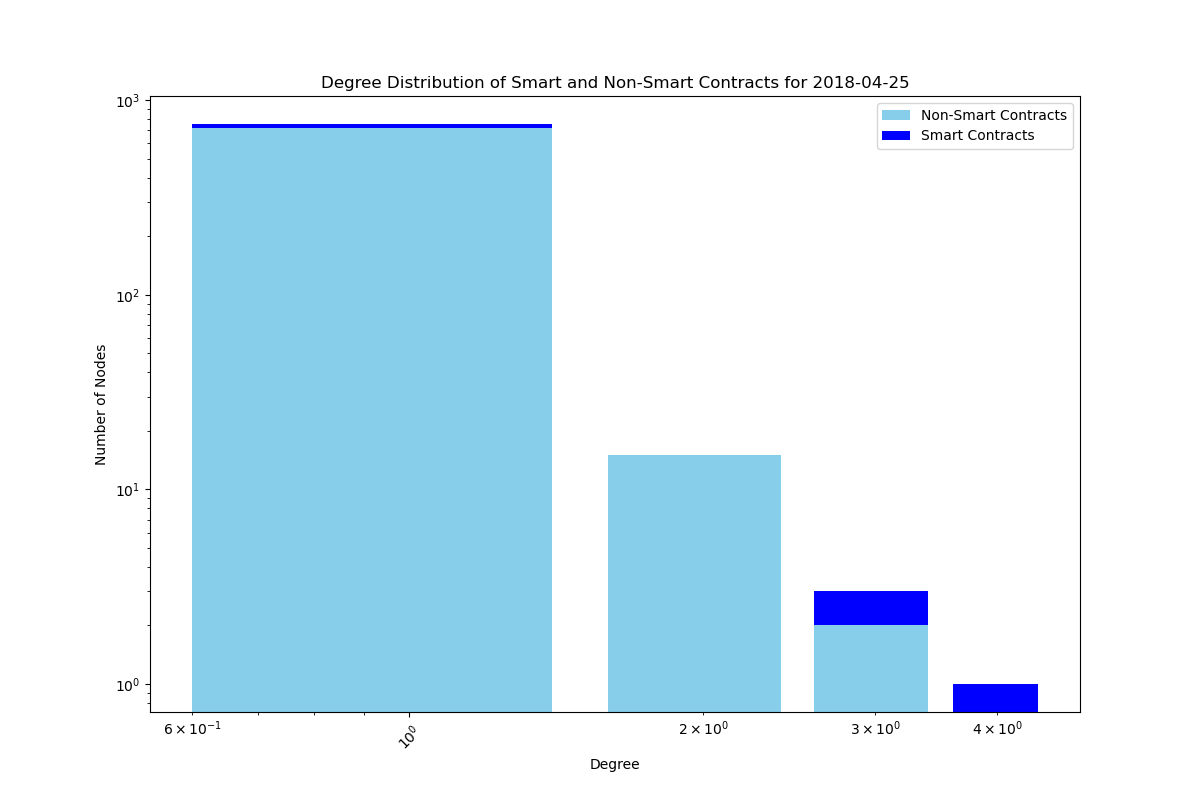 Degree Distribution of Smart and Non-Smart Contracts for 2018-04-25
Non-Smart Contracts
Smart Contracts
Number of Nodes
10³
10²
10¹
10⁰
6 × 10⁻¹
10⁰
2 × 10⁰
3 × 10⁰
4 × 10⁰
Degree